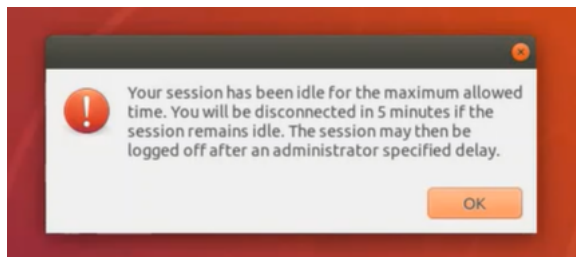 Your session has been idle for the maximum allowed
time. You will be disconnected in 5 minutes if the
session remains idle. The session may then be
logged off after an administrator specified delay.
OK